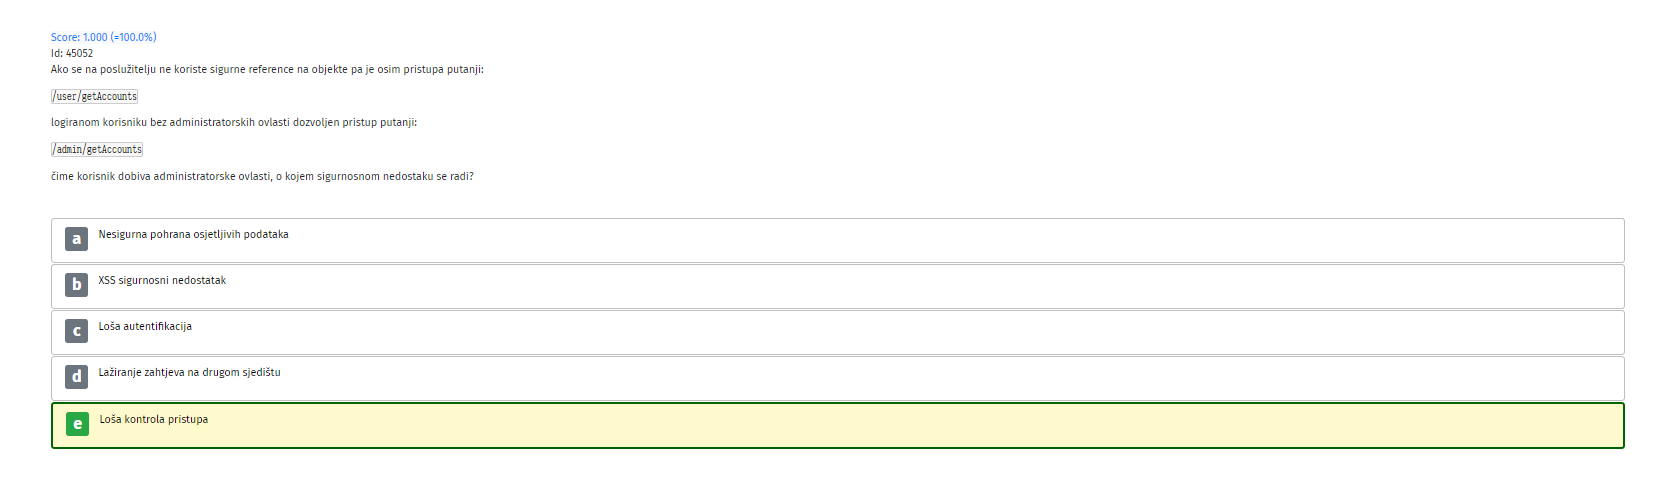 Score: 1.000 (=100.0%)
Id: 45052
Ako se na poslužitelju ne koriste sigurne reference na objekte pa je osim pristupa putanji:
/user/getAccounts
logiranom korisniku bez administratorskih ovlasti dozvoljen pristup putanji:
/admin/getAccounts
čime korisnik dobiva administratorske ovlasti, o kojem sigurnosnom nedostaku se radi?
a Nesigurna pohrana osjetljivih podataka
b XSS sigurnosni nedostatak
c Loša autentifikacija
d Lažiranje zahtjeva na drugom sjedištu
e Loša kontrola pristupa